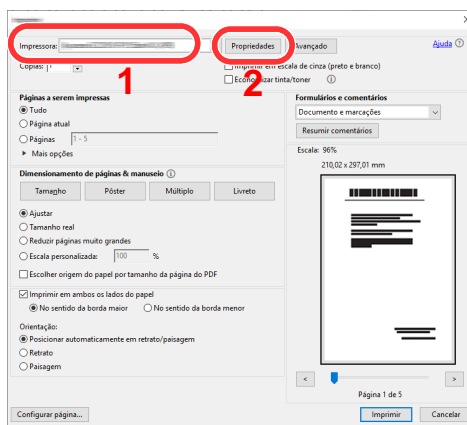 Impressora:
Propriedades
Avançado
Ajuda
Cópias: 1
Imprimir em escala de cinza (preto e branco)
1
2
Economizar tinta/toner
Páginas a serem impressas
Tudo
Página atual
Páginas 1 - 5
Mais opções
Formulários e comentários
Documento e marcações
Resumir comentários
Escala: 96%
210,02 x 297,01 mm
Dimensionamento de páginas & manuseio
Tamanho Pôster Múltiplo Livreto
Ajustar
Tamanho real
Reduzir páginas muito grandes
Escala personalizada: 100 %
Escolher origem do papel por tamanho da página do PDF
Imprimir em ambos os lados do papel
No sentido da borda maior No sentido da borda menor
Orientação:
Posicionar automaticamente em retrato/paisagem
Retrato
Paisagem
< >
Página 1 de 5
Configurar página...
Imprimir Cancelar